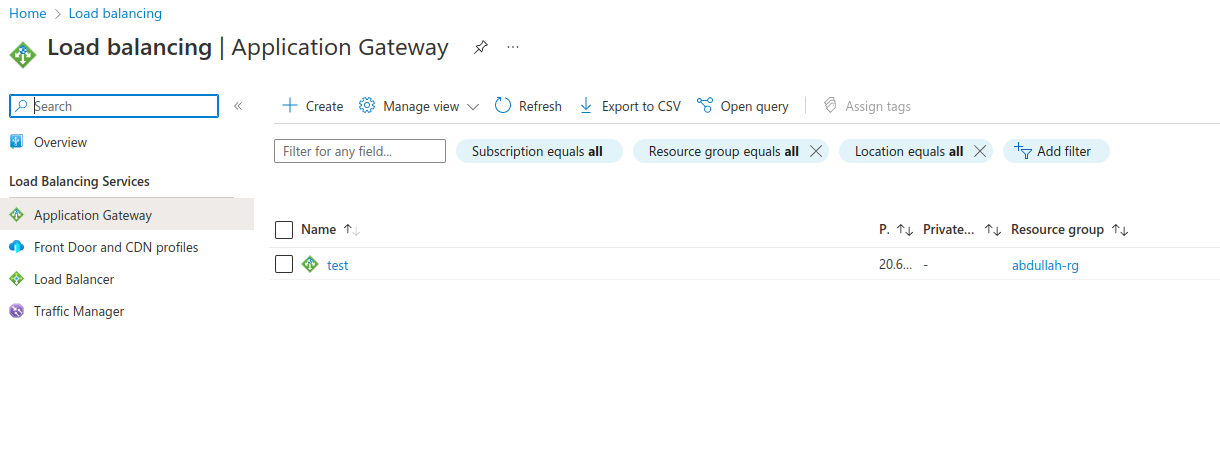 Home > Load balancing
Load balancing | Application Gateway ...
Search «
Overview
Load Balancing Services
Application Gateway
Front Door and CDN profiles
Load Balancer
Traffic Manager
Create Manage view Refresh Export to CSV Open query Assign tags
Filter for any field... Subscription equals all Resource group equals all Location equals all Add filter
Name P. Private... Resource group
test 20.6... - abdullah-rg